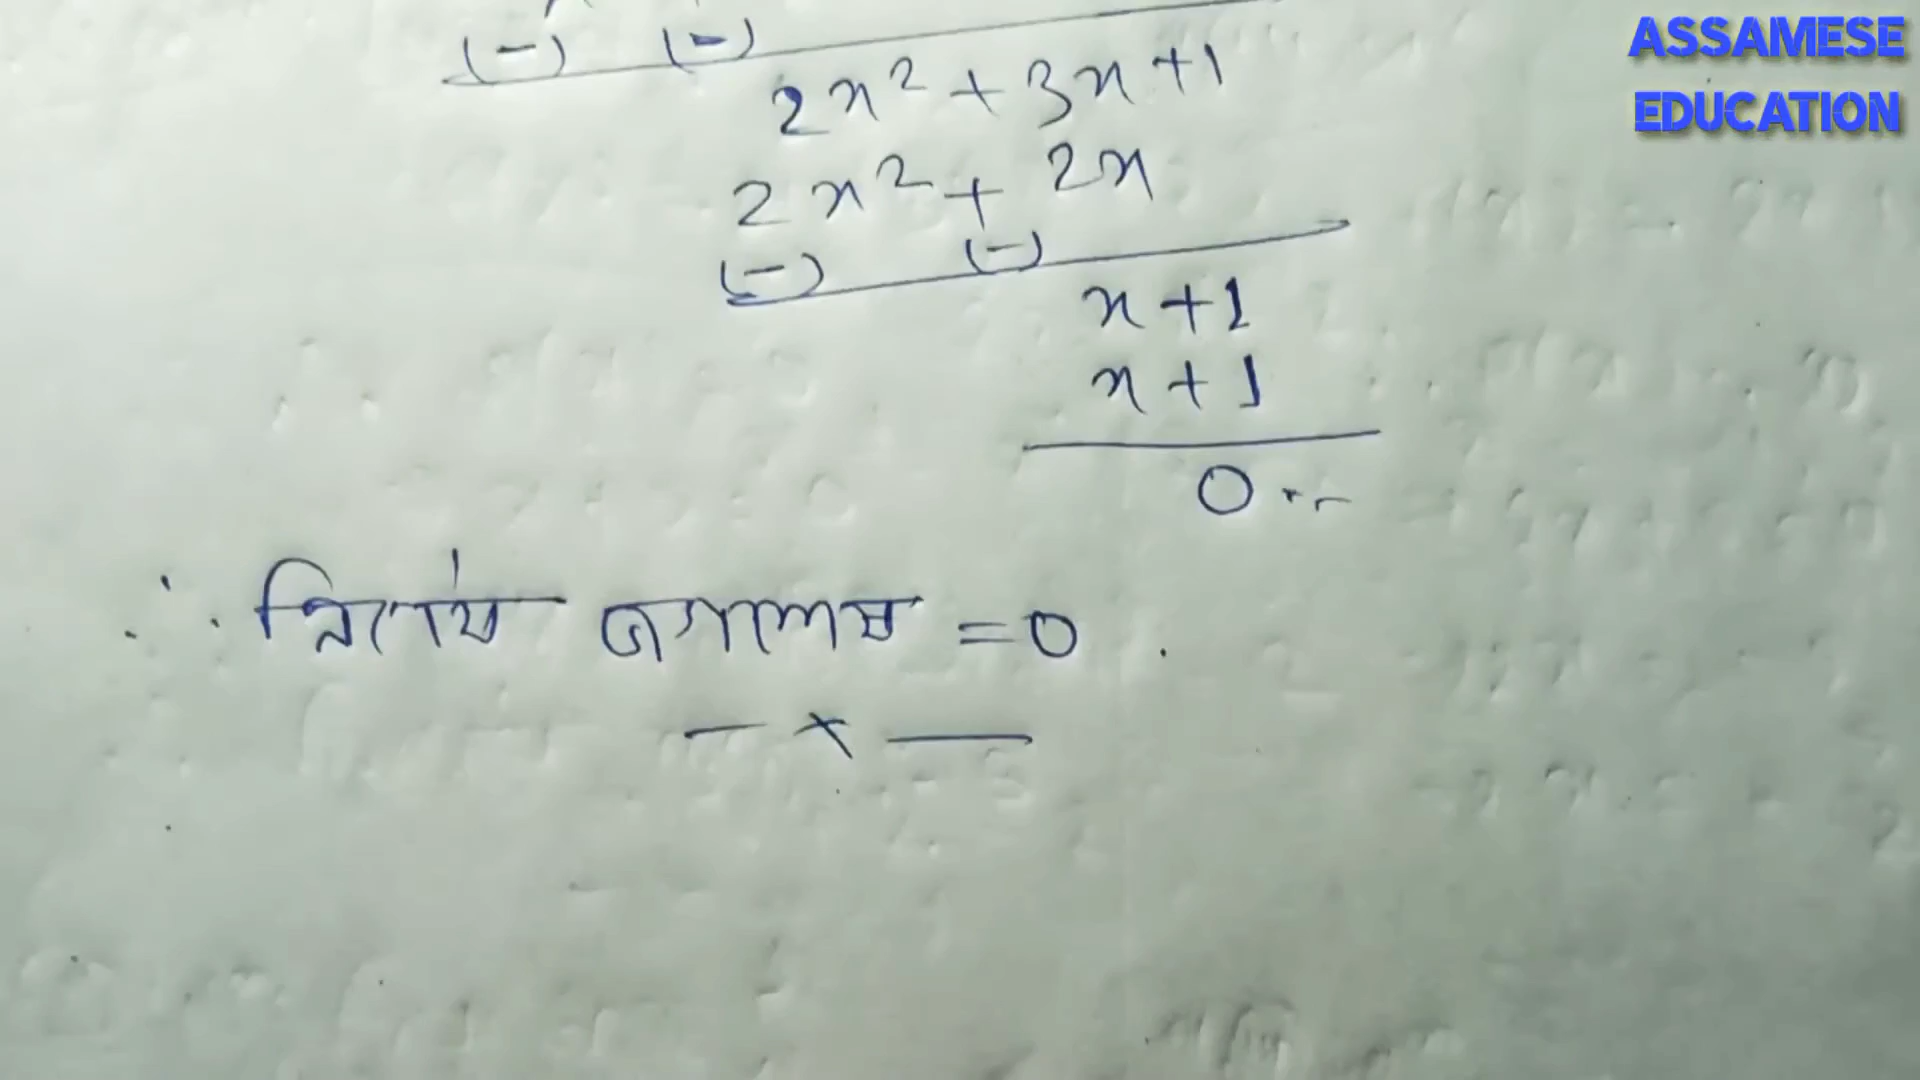 (-) (-)
2x² + 3x + 1
2x² + 2x
(-) (-)
x + 1
x + 1
0
∴ নিৰ্ণেয় ভাগশেষ = 0
— × —
ASSAMESE
EDUCATION